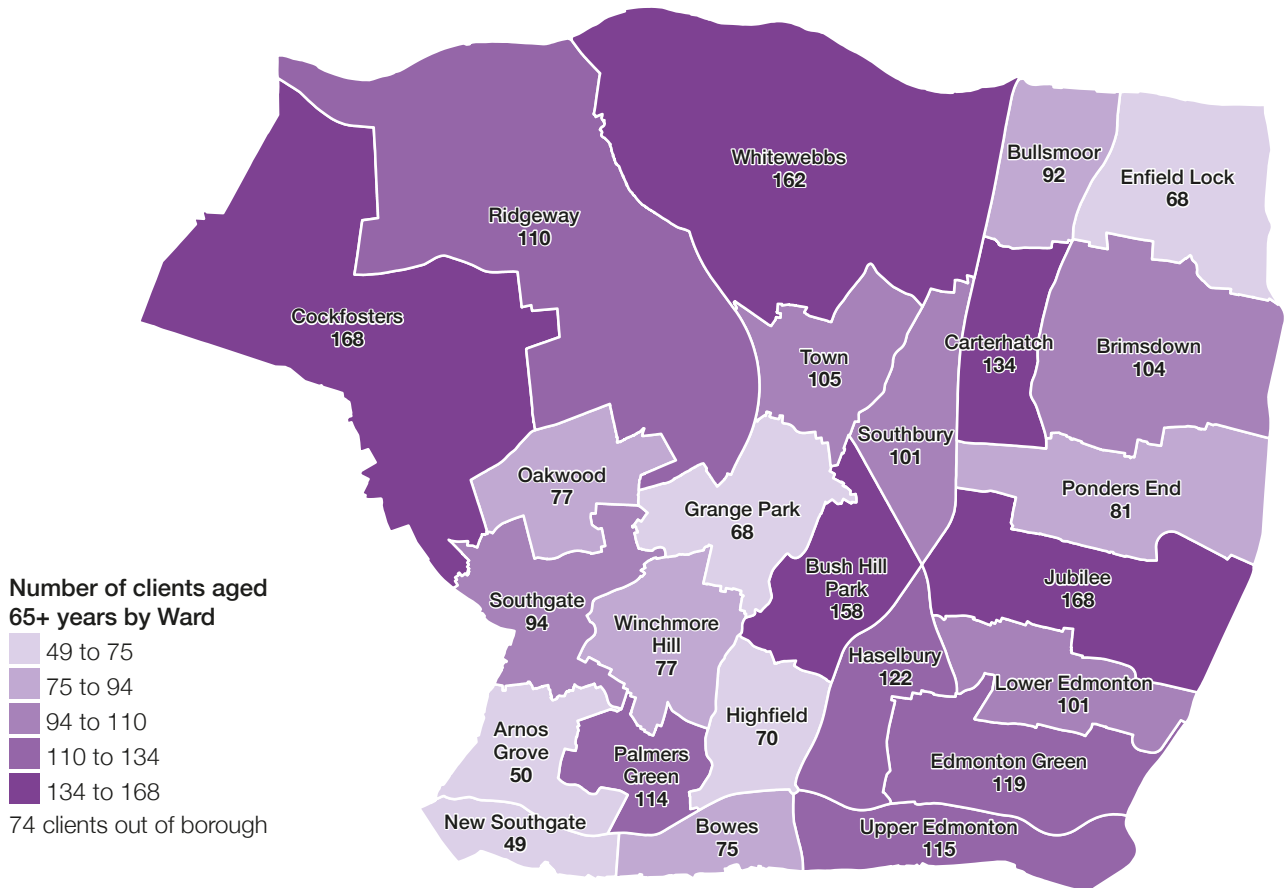 Whitewebbs
162
Bullsmoor
92
Enfield Lock
68
Ridgeway
110
Cockfosters
168
Town
105
Carterhatch
134
Brimsdown
104
Southbury
101
Oakwood
77
Grange Park
68
Ponders End
81
Bush Hill
Park
158
Jubilee
168
Southgate
94
Winchmore
Hill
77
Haselbury
122
Lower Edmonton
101
Arnos
Grove
50
Highfield
70
Palmers
Green
114
Edmonton Green
119
New Southgate
49
Bowes
75
Upper Edmonton
115
Number of clients aged
65+ years by Ward
49 to 75
75 to 94
94 to 110
110 to 134
134 to 168
74 clients out of borough